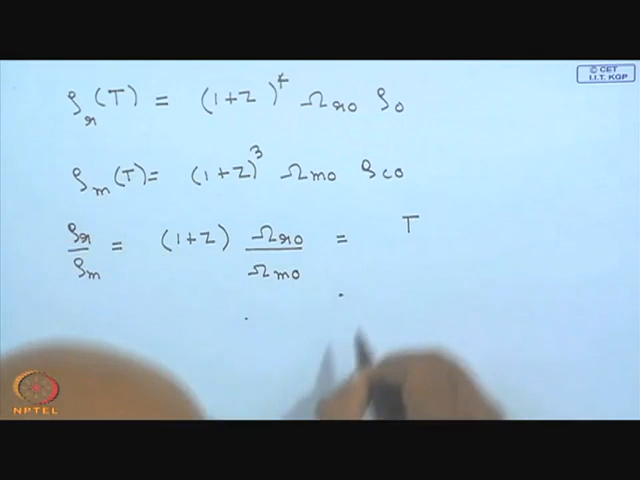 © CET
I.I.T. KGP
ρr(T) = (1+z)⁴ Ωr0 ρ0
ρm(T) = (1+z)³ Ωm0 ρc0
ρr/ρm = (1+z) Ωr0/Ωm0 = T
NPTEL